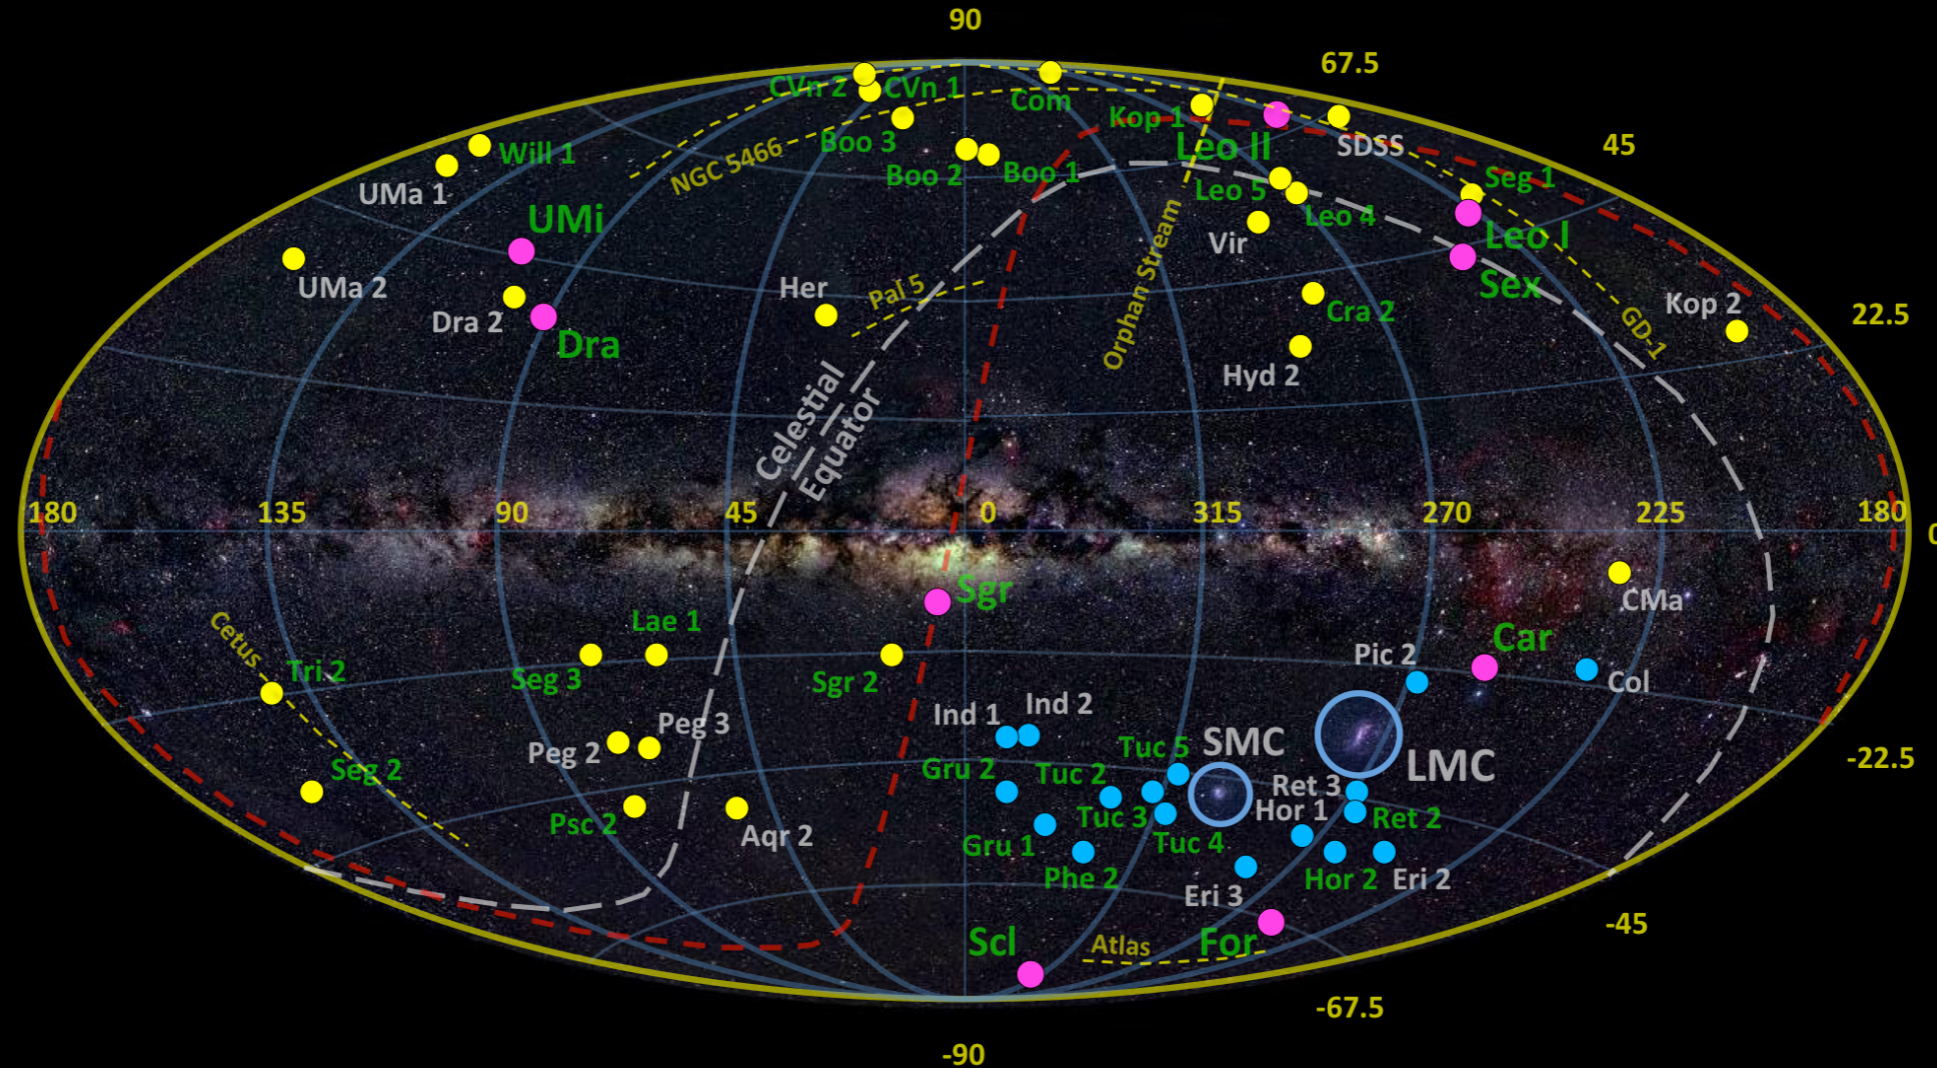 90
67.5
CVn 2
CVn 1
Com
Kop 1
Boo 3
Leo II
SDSS
45
Will 1
NGC 5466
Boo 2
Boo 1
UMa 1
Leo 5
Seg 1
Leo 4
UMi
Vir
Leo I
Orphan Stream
Sex
UMa 2
Her
Pal 5
Cra 2
Kop 2
22.5
Dra 2
Dra
GD-1
Hyd 2
Celestial
Equator
180
135
90
45
0
315
270
225
180
0
Sgr
CMa
Cetus
Lae 1
Car
Tri 2
Seg 3
Sgr 2
Pic 2
Col
Ind 1
Ind 2
Peg 3
Peg 2
Tuc 5
SMC
LMC
-22.5
Seg 2
Gru 2
Tuc 2
Ret 3
Hor 1
Psc 2
Aqr 2
Tuc 3
Ret 2
Gru 1
Tuc 4
Phe 2
Hor 2
Eri 2
Eri 3
Scl
Atlas
For
-45
-67.5
-90